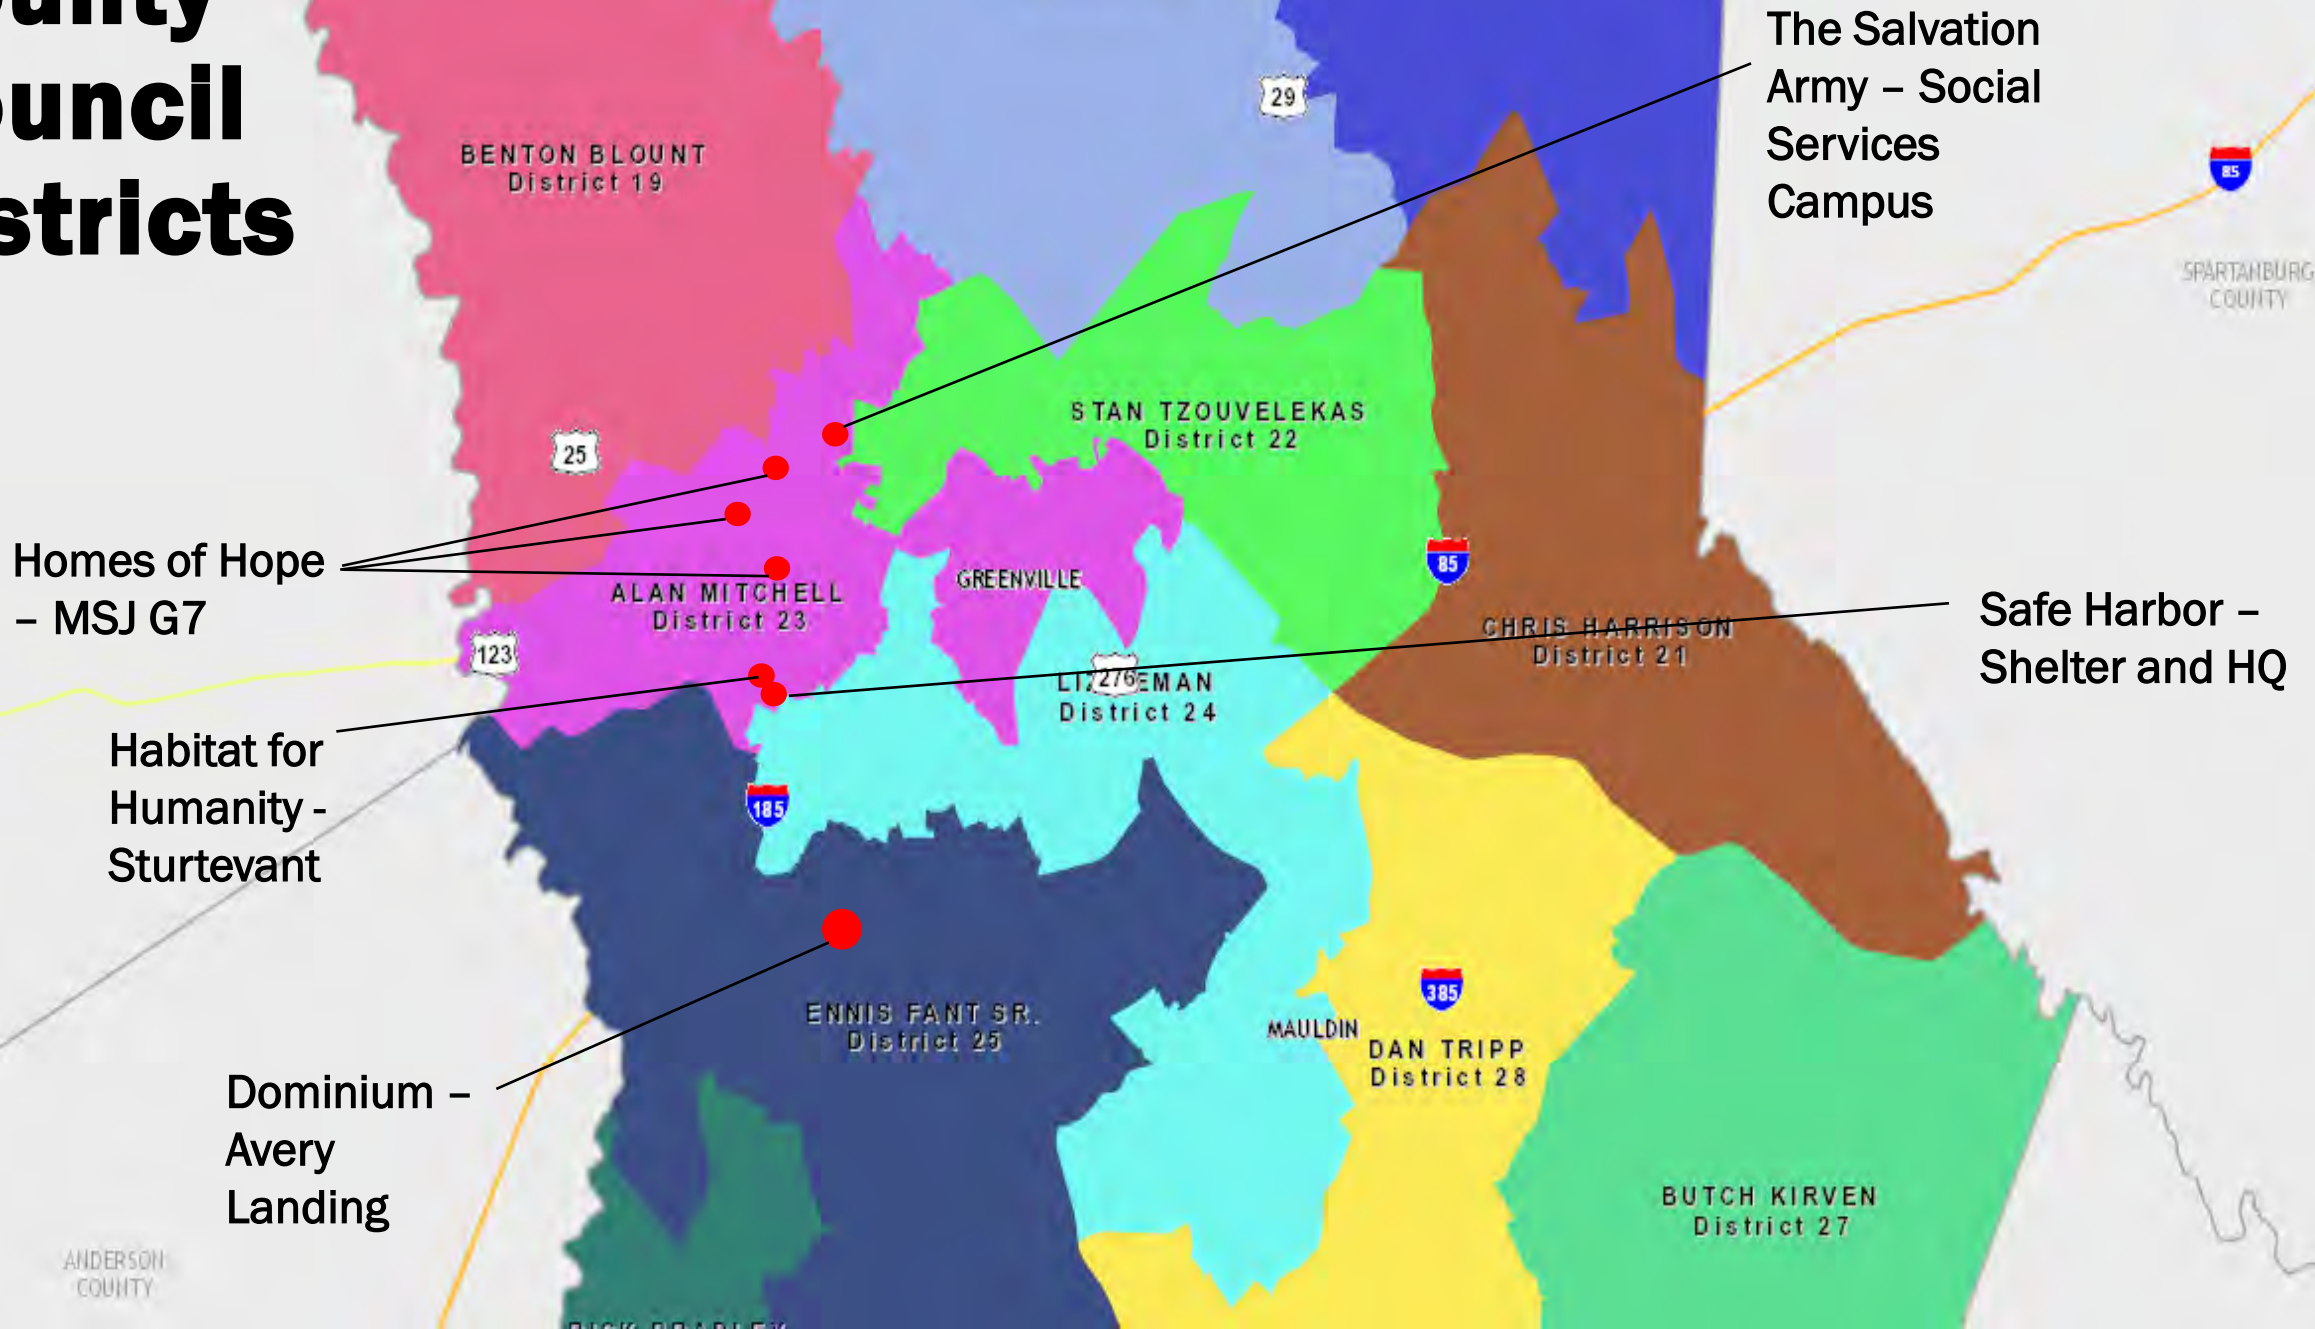 ounty
ouncil
stricts
The Salvation
Army – Social
Services
Campus
29
85
BENTON BLOUNT
District 19
SPARTANBURG
COUNTY
STAN TZOUVELEKAS
District 22
25
Homes of Hope
– MSJ G7
85
GREENVILLE
ALAN MITCHELL
District 23
Safe Harbor –
Shelter and HQ
CHRIS HARRISON
District 21
123
276
District 24
Habitat for
Humanity -
Sturtevant
185
385
ENNIS FANT SR.
District 25
MAULDIN
DAN TRIPP
District 28
Dominium –
Avery
Landing
BUTCH KIRVEN
District 27
ANDERSON
COUNTY